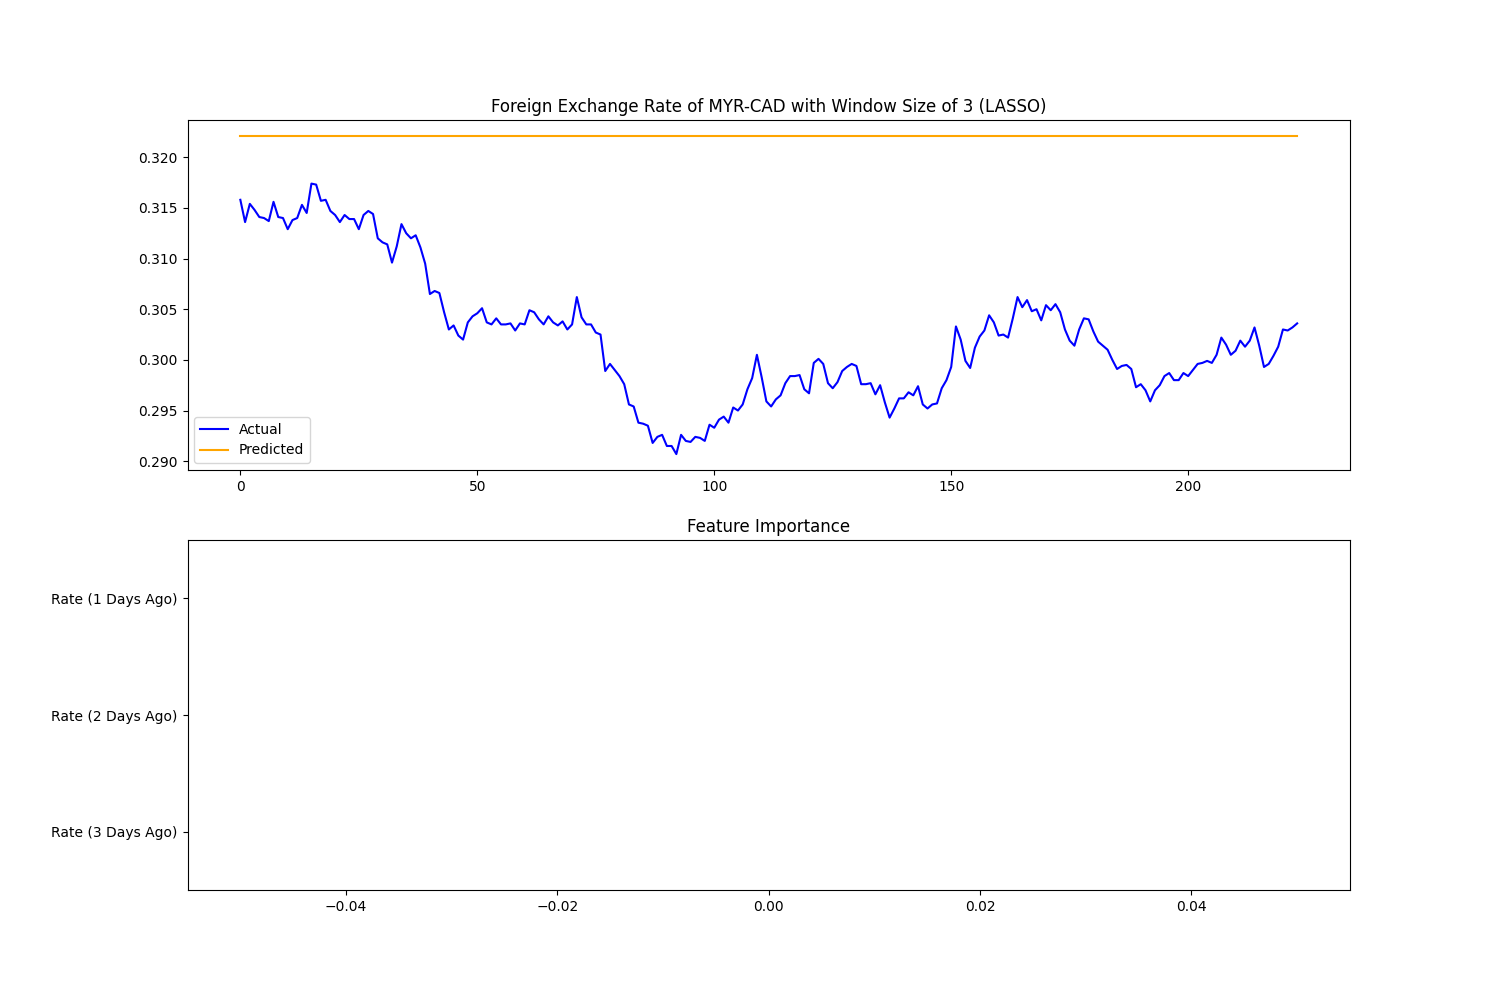 Foreign Exchange Rate of MYR-CAD with Window Size of 3 (LASSO)
0.320
0.315
0.310
0.305
0.300
0.295
0.290
Actual
Predicted
0
50
100
150
200
Feature Importance
Rate (1 Days Ago)
Rate (2 Days Ago)
Rate (3 Days Ago)
−0.04
−0.02
0.00
0.02
0.04